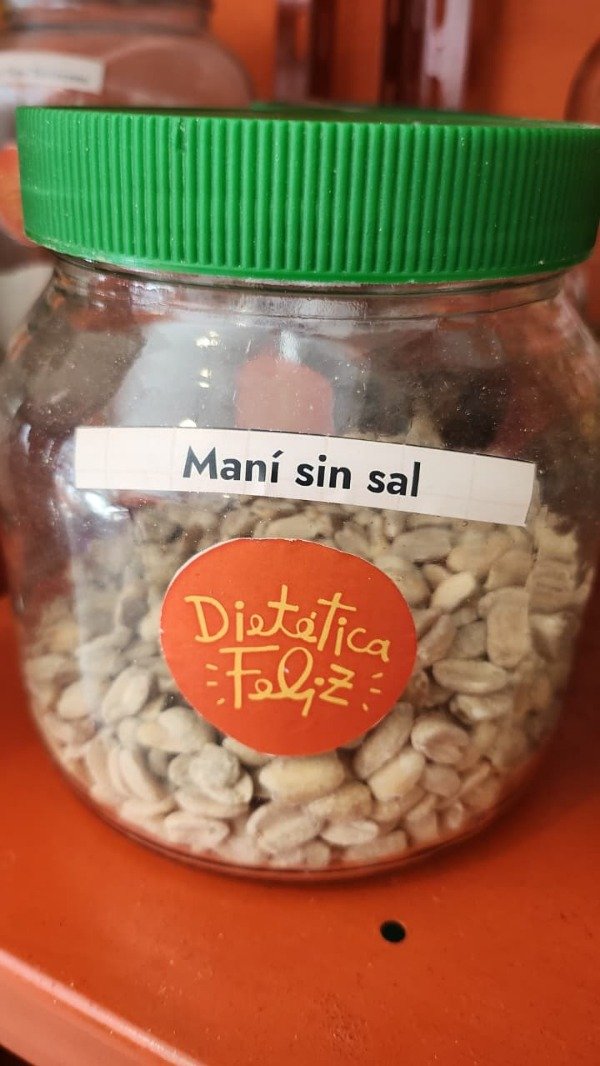 Maní sin sal
Dietética
Feliz